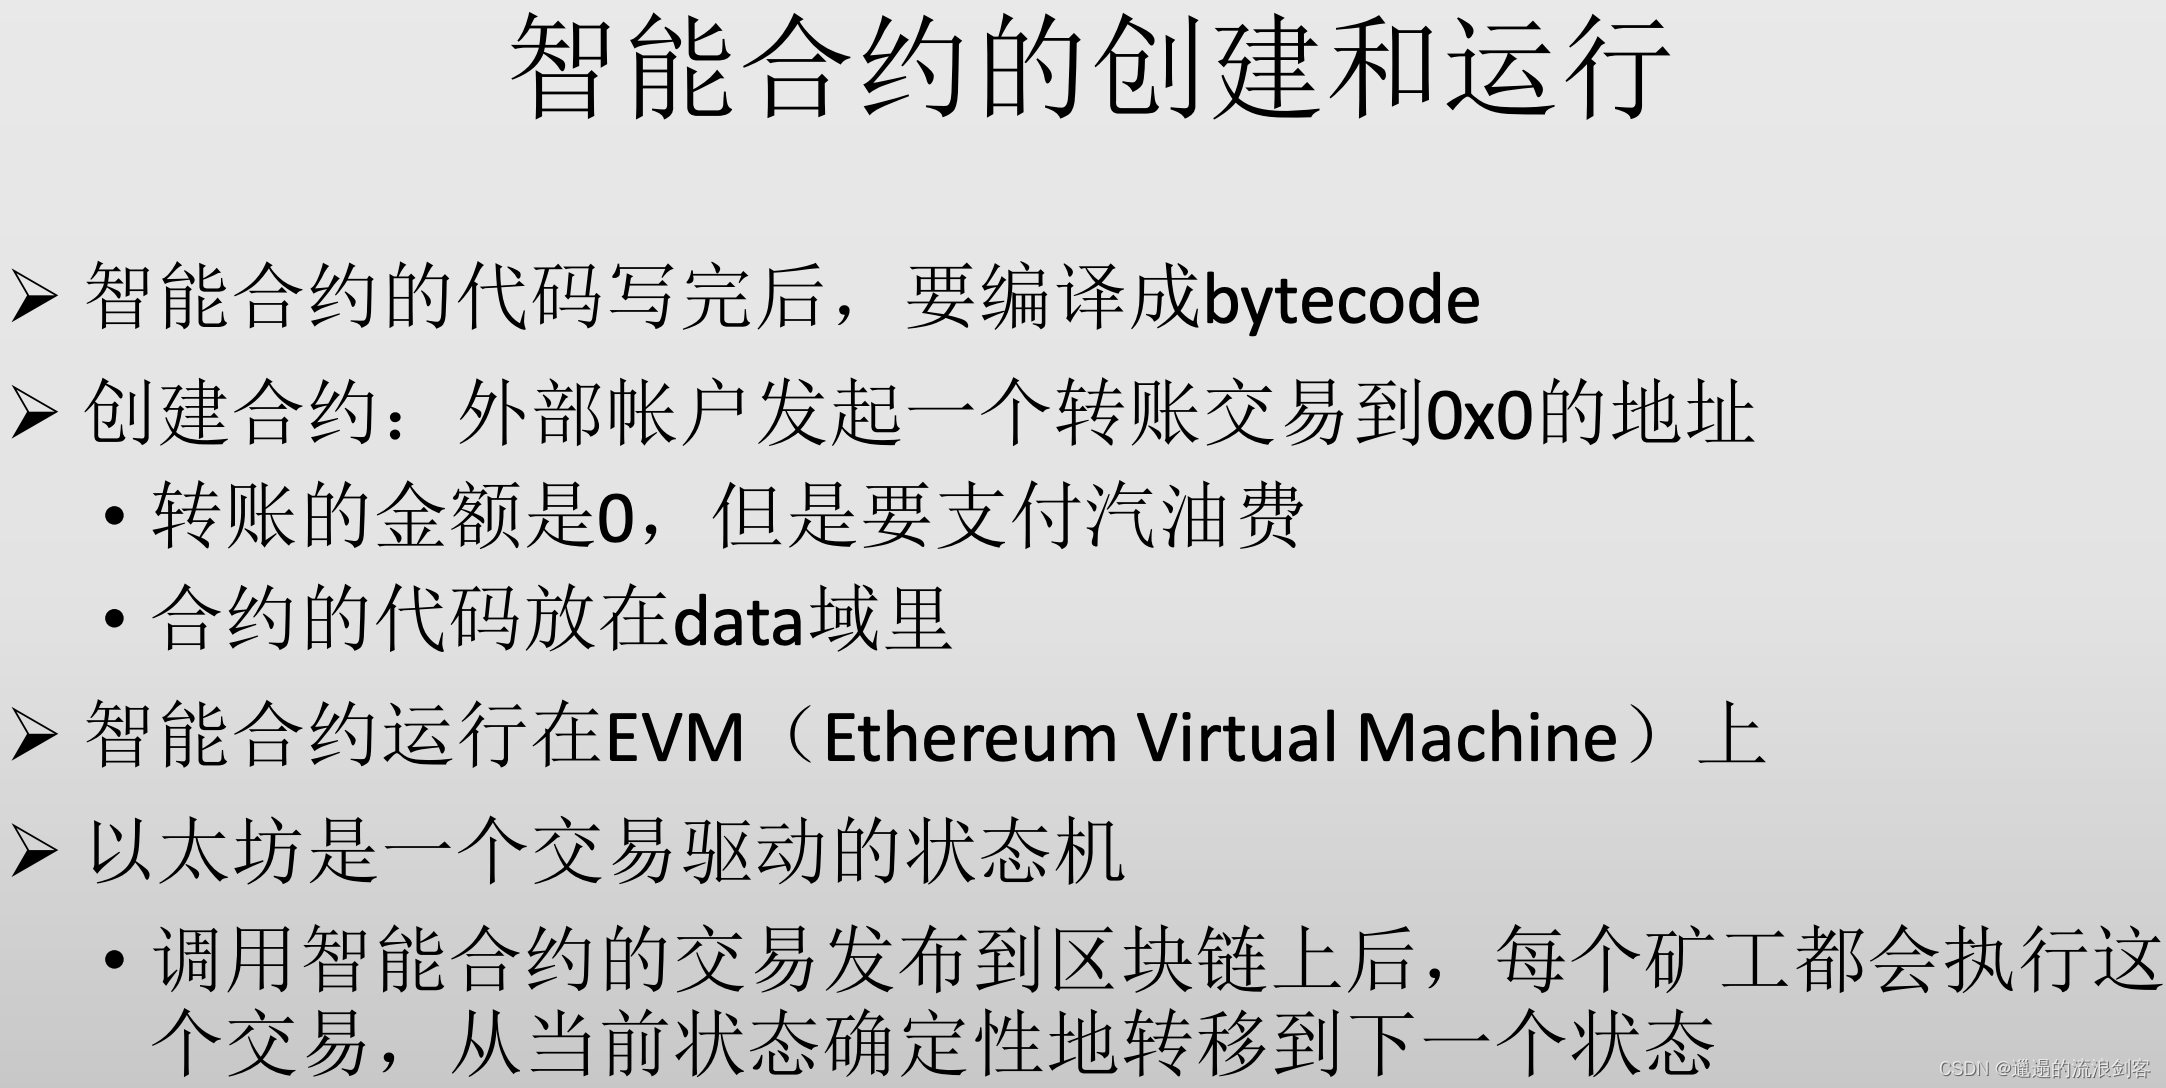 智能合约的创建和运行
➢ 智能合约的代码写完后，要编译成bytecode
➢ 创建合约：外部帐户发起一个转账交易到0x0的地址
• 转账的金额是0，但是要支付汽油费
• 合约的代码放在data域里
➢ 智能合约运行在EVM（Ethereum Virtual Machine）上
➢ 以太坊是一个交易驱动的状态机
• 调用智能合约的交易发布到区块链上后，每个矿工都会执行这
个交易，从当前状态确定性地转移到下一个状态
CSDN @邋遢的流浪剑客